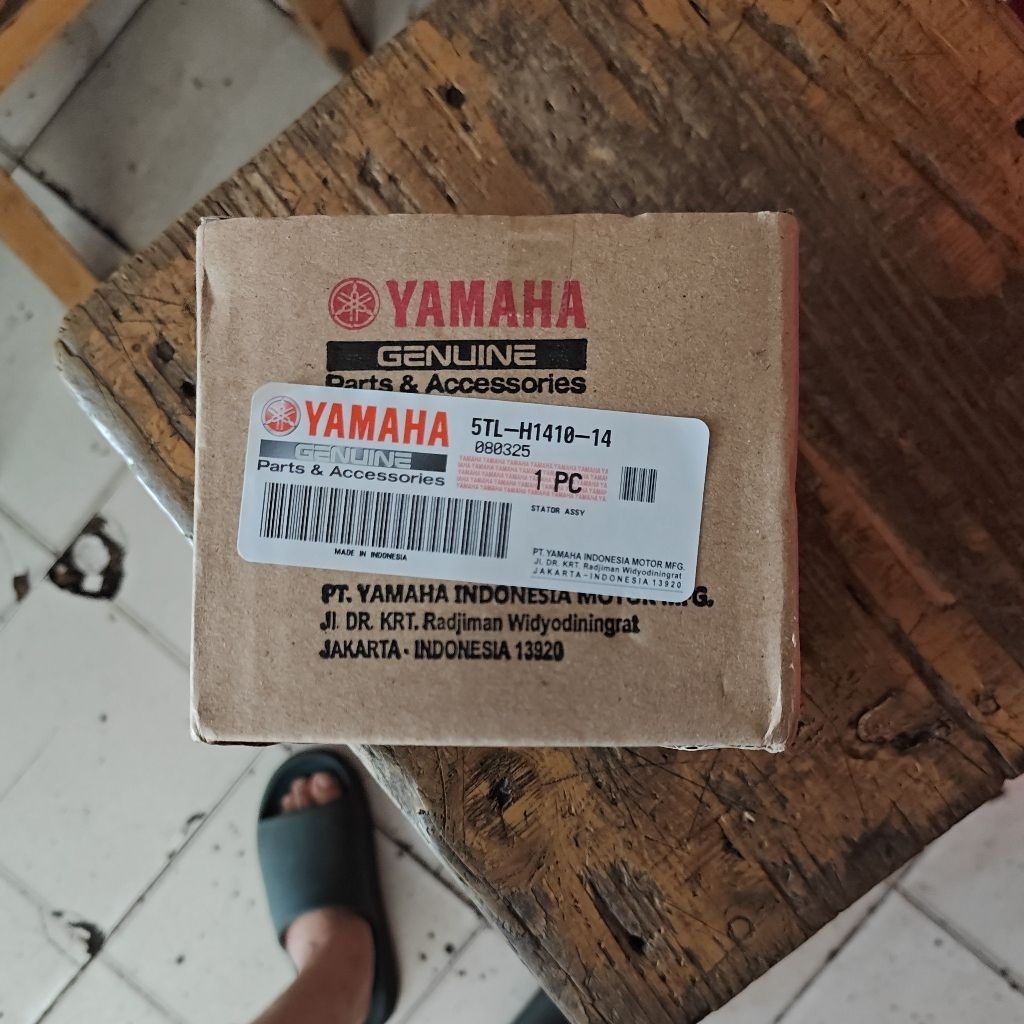 YAMAHA
GENUINE
Parts & Accessories
YAMAHA
GENUINE
Parts & Accessories
5TL-H1410-14
080325
1 PC
STATOR ASSY
MADE IN INDONESIA
PT. YAMAHA INDONESIA MOTOR MFG.
Jl. DR. KRT. Radjiman Widyodiningrat
JAKARTA-INDONESIA 13920
PT. YAMAHA INDONESIA MOTOR MFG.
Jl. DR. KRT. Radjiman Widyodiningrat
JAKARTA - INDONESIA 13920